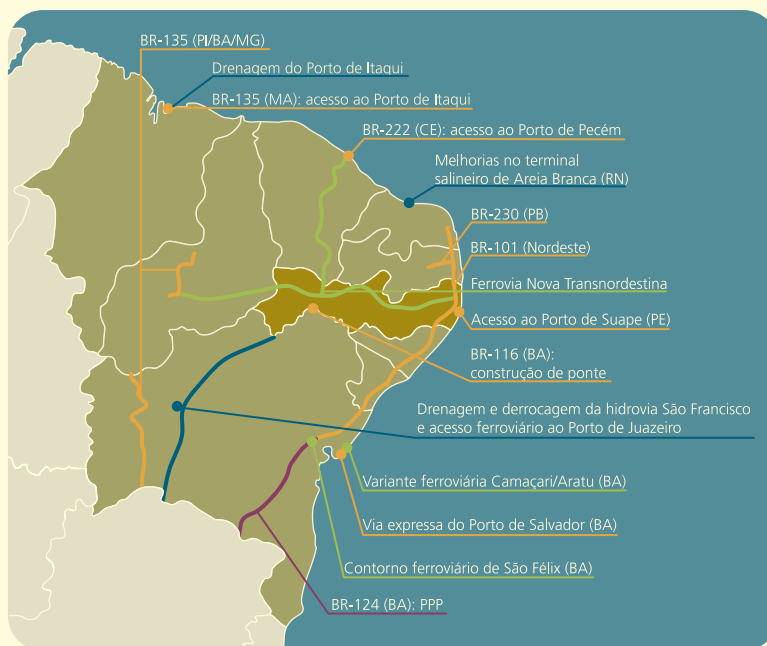 BR-135 (PI/BA/MG)
Drenagem do Porto de Itaqui
BR-135 (MA): acesso ao Porto de Itaqui
BR-222 (CE): acesso ao Porto de Pecém
Melhorias no terminal
salineiro de Areia Branca (RN)
BR-230 (PB)
BR-101 (Nordeste)
Ferrovia Nova Transnordestina
Acesso ao Porto de Suape (PE)
BR-116 (BA):
construção de ponte
Drenagem e derrocagem da hidrovia São Francisco
e acesso ferroviário ao Porto de Juazeiro
Variante ferroviária Camaçari/Aratu (BA)
Via expressa do Porto de Salvador (BA)
Contorno ferroviário de São Félix (BA)
BR-124 (BA): PPP